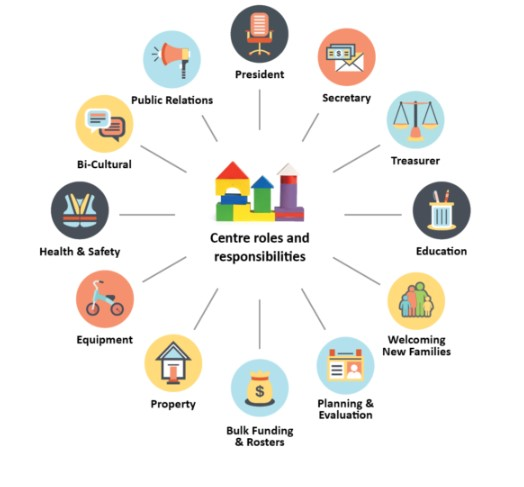 President
Secretary
Treasurer
Education
Welcoming
New Families
Planning &
Evaluation
Bulk Funding
& Rosters
Property
Equipment
Health & Safety
Bi-Cultural
Public Relations
Centre roles and
responsibilities
$
$